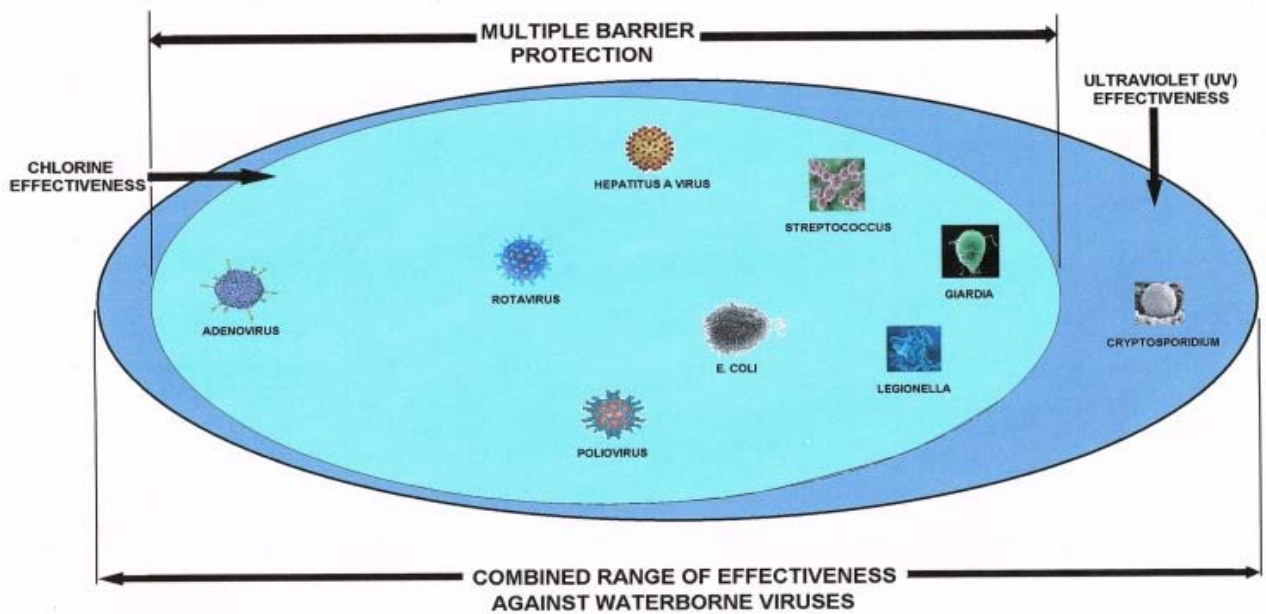 MULTIPLE BARRIER
PROTECTION
ULTRAVIOLET (UV)
EFFECTIVENESS
CHLORINE
EFFECTIVENESS
HEPATITUS A VIRUS
STREPTOCOCCUS
ROTAVIRUS
GIARDIA
ADENOVIRUS
CRYPTOSPORIDIUM
E. COLI
LEGIONELLA
POLIOVIRUS
COMBINED RANGE OF EFFECTIVENESS
AGAINST WATERBORNE VIRUSES